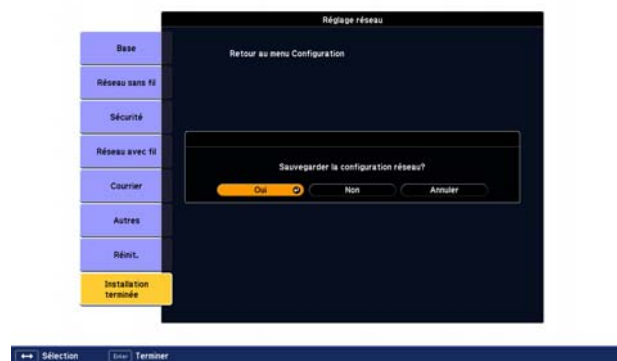 Réglage réseau
Base
Réseau sans fil
Sécurité
Réseau avec fil
Courrier
Autres
Réinit.
Installation
terminée
Retour au menu Configuration
Sauvegarder la configuration réseau?
Oui Non Annuler
Sélection Enter Terminer